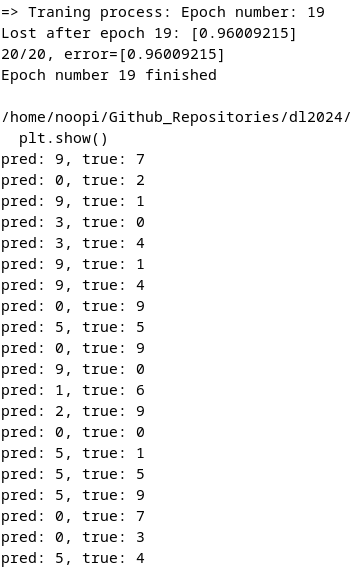 => Traning process: Epoch number: 19
Lost after epoch 19: [0.96009215]
20/20, error=[0.96009215]
Epoch number 19 finished
/home/noopi/Github_Repositories/dl2024/
plt.show()
pred: 9, true: 7
pred: 0, true: 2
pred: 9, true: 1
pred: 3, true: 0
pred: 3, true: 4
pred: 9, true: 1
pred: 9, true: 4
pred: 0, true: 9
pred: 5, true: 5
pred: 0, true: 9
pred: 9, true: 0
pred: 1, true: 6
pred: 2, true: 9
pred: 0, true: 0
pred: 5, true: 1
pred: 5, true: 5
pred: 5, true: 9
pred: 0, true: 7
pred: 0, true: 3
pred: 5, true: 4